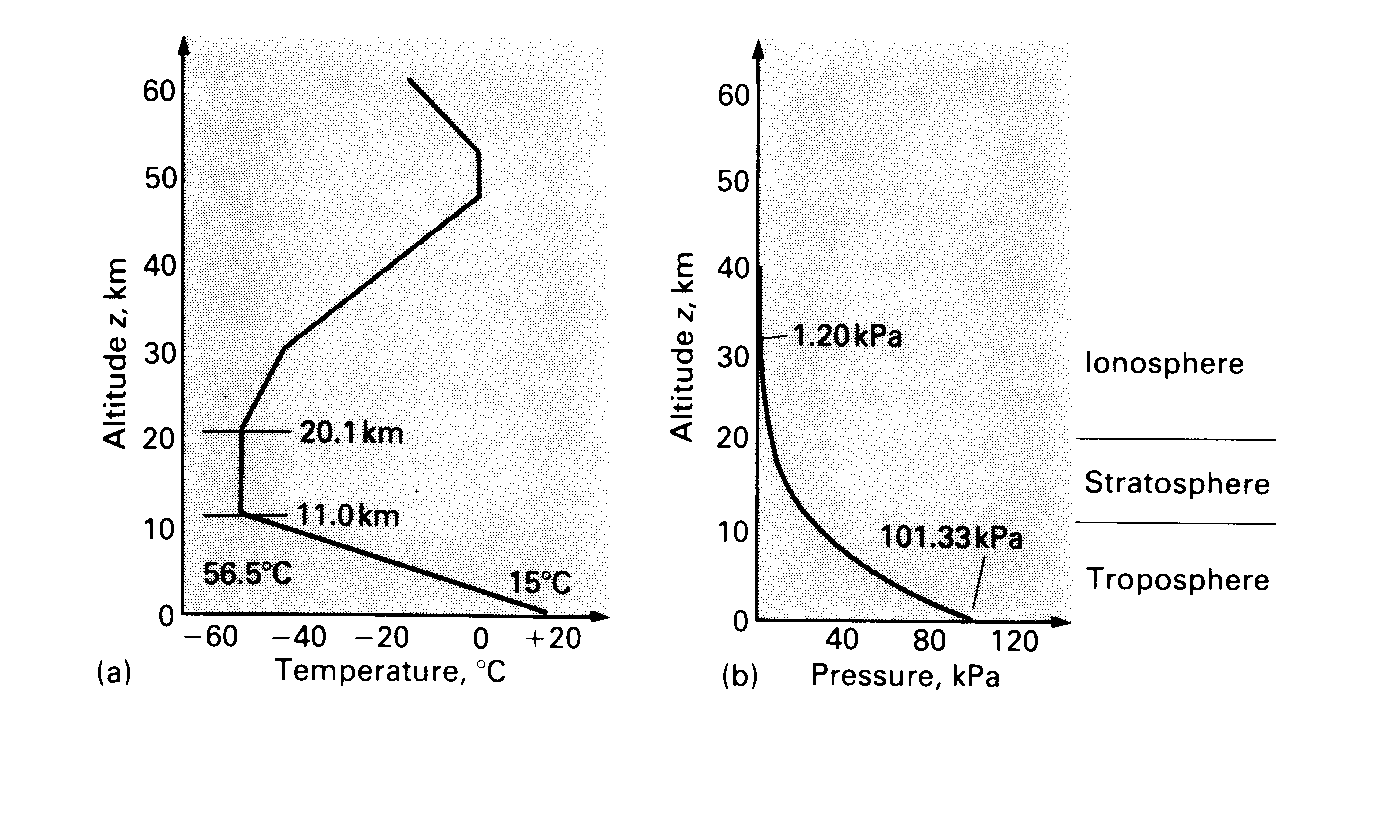 60
50
40
30
20
10
0
Altitude z, km
20.1 km
11.0 km
56.5°C
15°C
−60 −40 −20 0 +20
Temperature, °C
(a)
60
50
40
30
20
10
0
Altitude z, km
1.20 kPa
101.33 kPa
40 80 120
Pressure, kPa
(b)
Ionosphere
Stratosphere
Troposphere